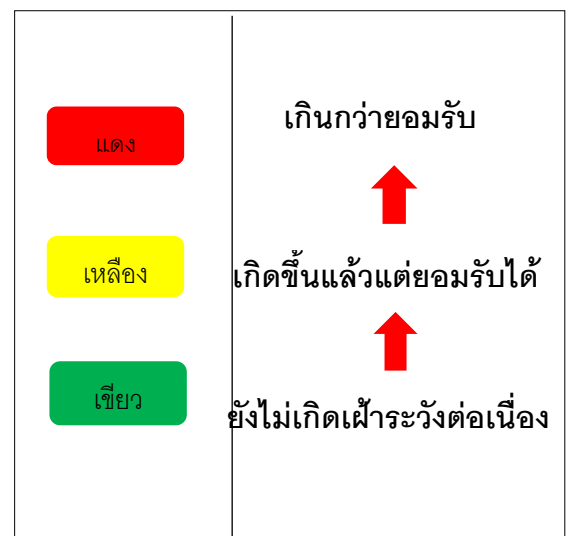 แดง
เกินกว่ายอมรับ
เหลือง
เกิดขึ้นแล้วแต่ยอมรับได้
เขียว
ยังไม่เกิดเฝ้าระวังต่อเนื่อง